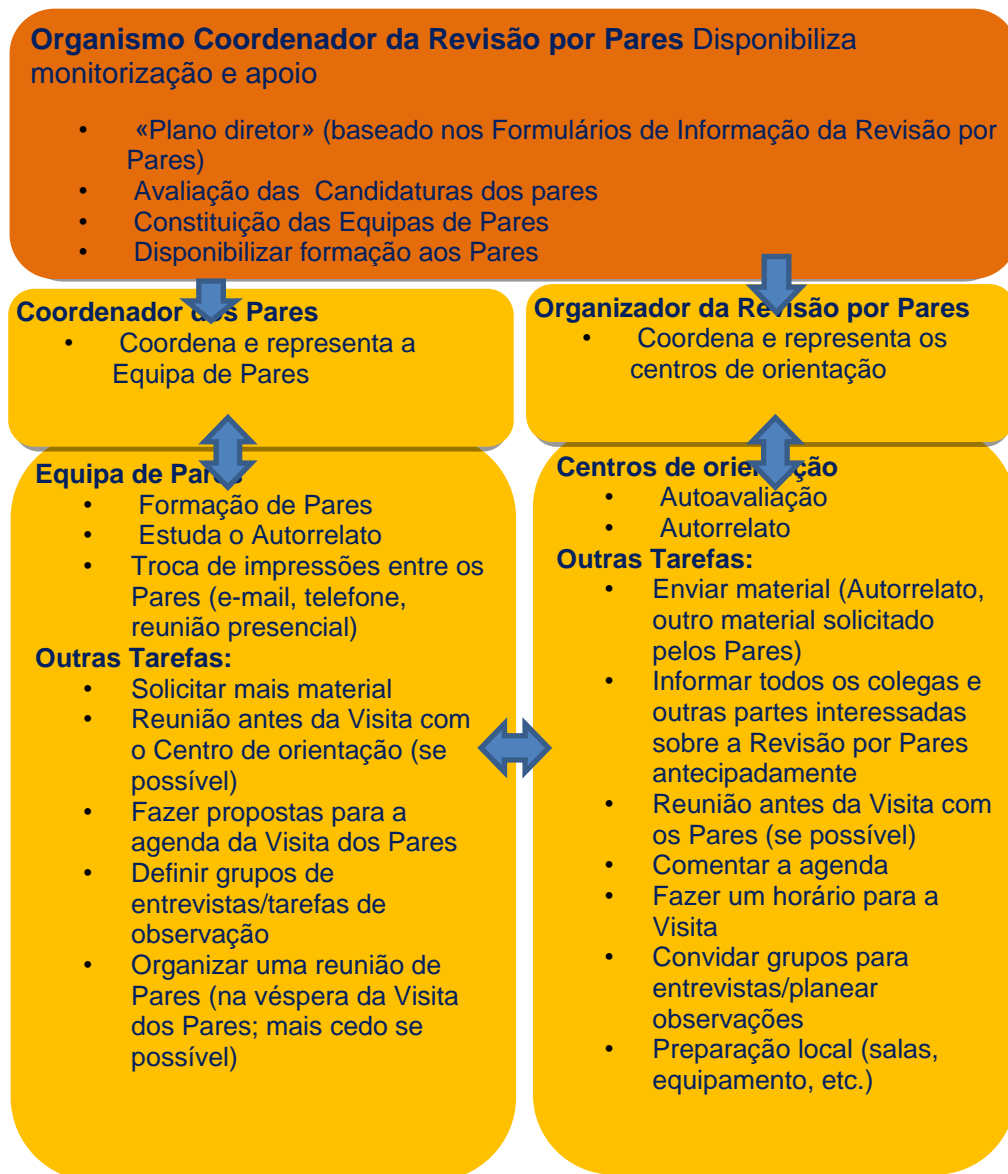 Organismo Coordenador da Revisão por Pares Disponibiliza
monitorização e apoio
• «Plano diretor» (baseado nos Formulários de Informação da Revisão por
Pares)
• Avaliação das Candidaturas dos pares
• Constituição das Equipas de Pares
• Disponibilizar formação aos Pares
Coordenador dos Pares
• Coordena e representa a
Equipa de Pares
Organizador da Revisão por Pares
• Coordena e representa os
centros de orientação
Equipa de Pares
• Formação de Pares
• Estuda o Autorrelato
• Troca de impressões entre os
Pares (e-mail, telefone,
reunião presencial)
Outras Tarefas:
• Solicitar mais material
• Reunião antes da Visita com
o Centro de orientação (se
possível)
• Fazer propostas para a
agenda da Visita dos Pares
• Definir grupos de
entrevistas/tarefas de
observação
• Organizar uma reunião de
Pares (na véspera da Visita
dos Pares; mais cedo se
possível)
Centros de orientação
• Autoavaliação
• Autorrelato
Outras Tarefas:
• Enviar material (Autorrelato,
outro material solicitado
pelos Pares)
• Informar todos os colegas e
outras partes interessadas
sobre a Revisão por Pares
antecipadamente
• Reunião antes da Visita com
os Pares (se possível)
• Comentar a agenda
• Fazer um horário para a
Visita
• Convidar grupos para
entrevistas/planear
observações
• Preparação local (salas,
equipamento, etc.)